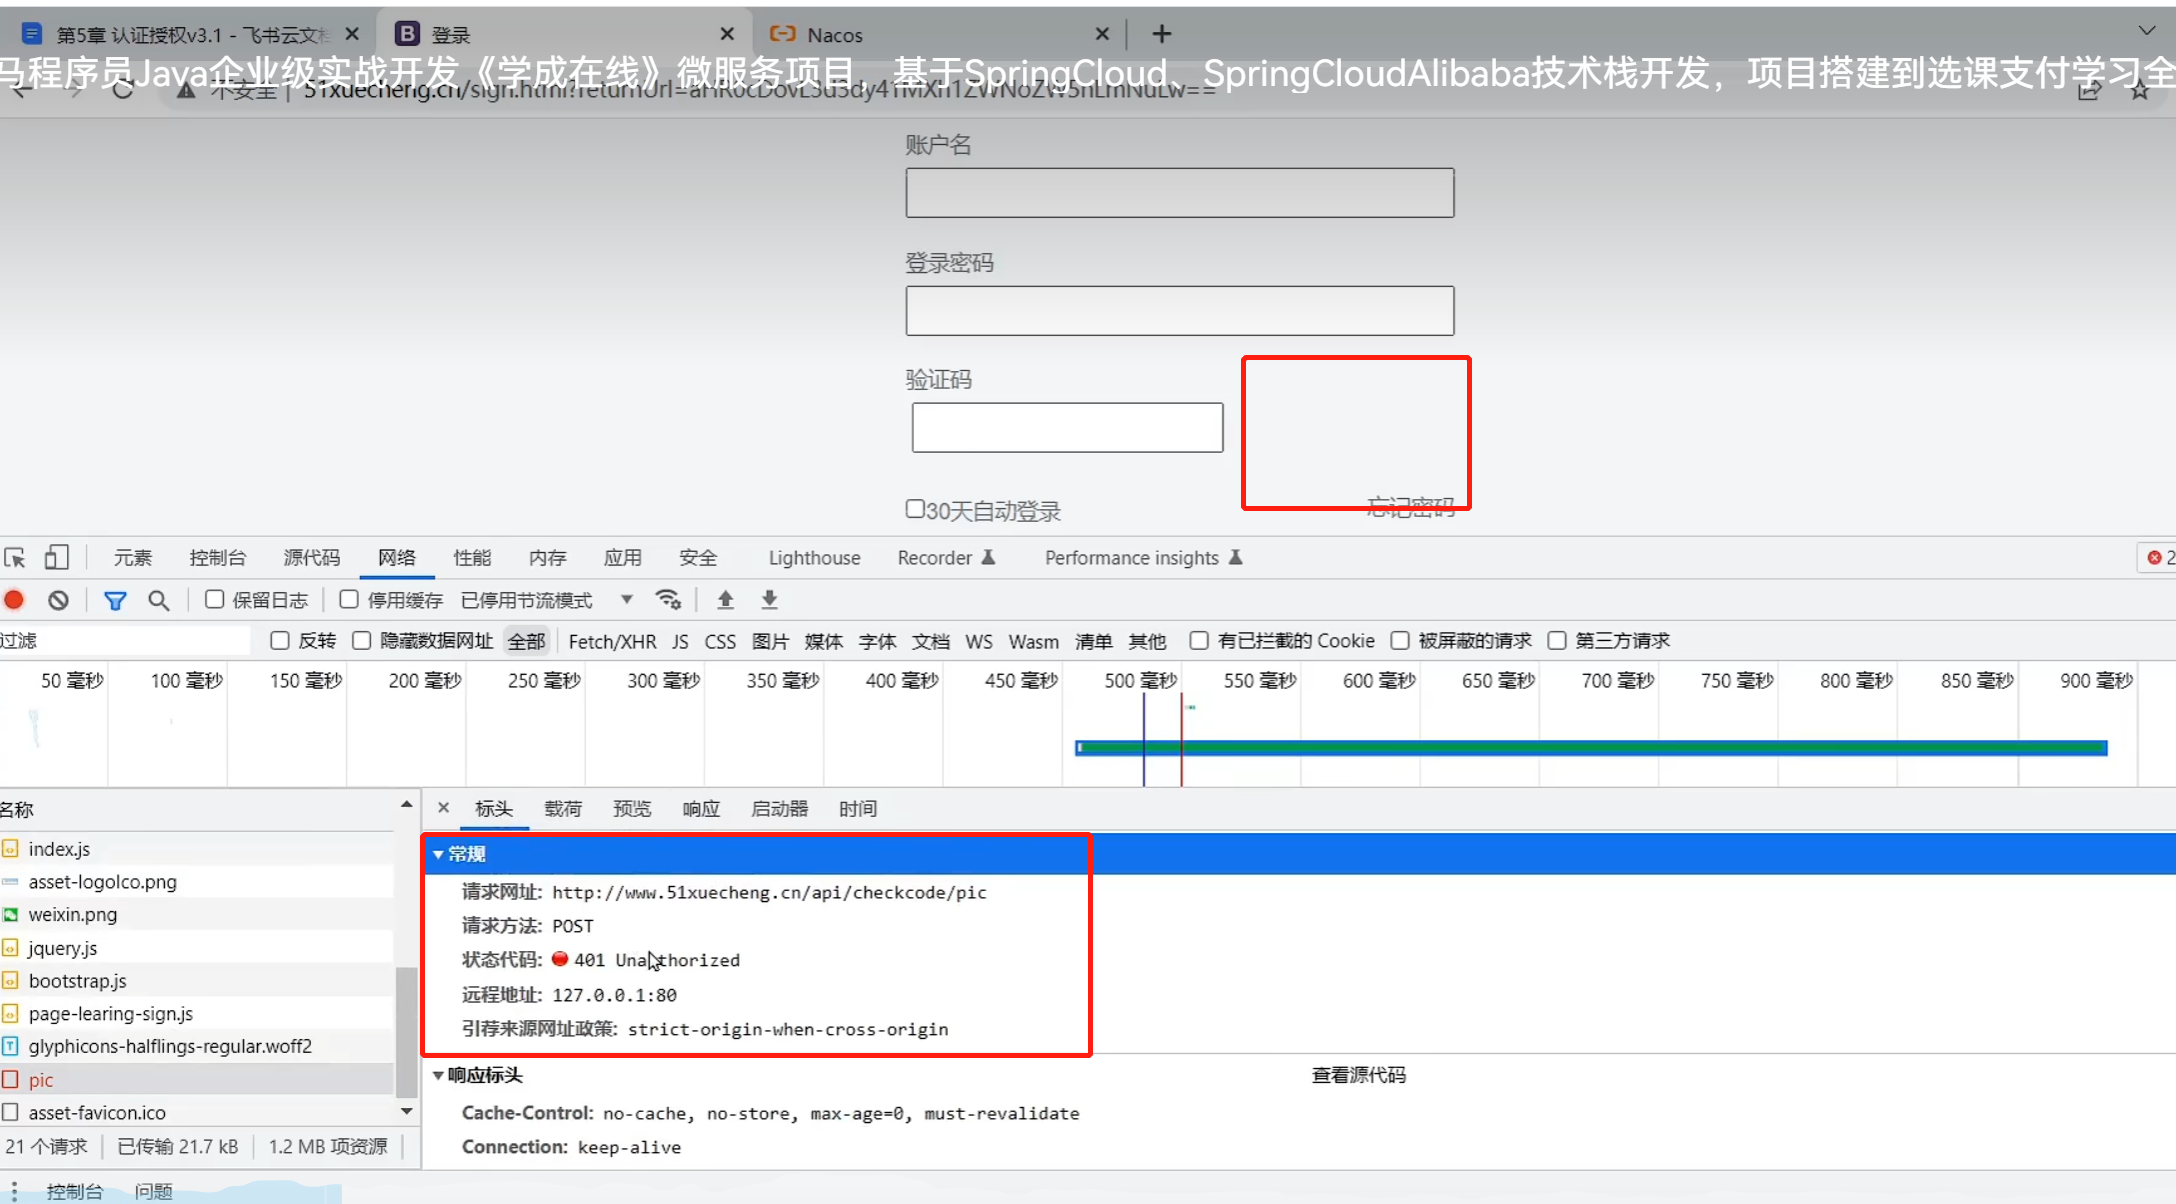 第5章 认证授权v3.1 - 飞书云文档 登录 Nacos
马程序员Java企业级实战开发《学成在线》微服务项目，基于SpringCloud、SpringCloudAlibaba技术栈开发，项目搭建到选课支付学习全
不安全 | 51xuecheng.cn/sign.html?returnUrl=
账户名
登录密码
验证码
30天自动登录 忘记密码
元素 控制台 源代码 网络 性能 内存 应用 安全 Lighthouse Recorder Performance insights 2
保留日志 停用缓存 已停用节流模式
过滤 反转 隐藏数据网址 全部 Fetch/XHR JS CSS 图片 媒体 字体 文档 WS Wasm 清单 其他 有已拦截的 Cookie 被屏蔽的请求 第三方请求
50 毫秒 100 毫秒 150 毫秒 200 毫秒 250 毫秒 300 毫秒 350 毫秒 400 毫秒 450 毫秒 500 毫秒 550 毫秒 600 毫秒 650 毫秒 700 毫秒 750 毫秒 800 毫秒 850 毫秒 900 毫秒
名称
index.js
asset-logoIco.png
weixin.png
jquery.js
bootstrap.js
page-learing-sign.js
glyphicons-halflings-regular.woff2
pic
asset-favicon.ico
21 个请求 已传输 21.7 kB 1.2 MB 项资源
标头 载荷 预览 响应 启动器 时间
常规
请求网址: http://www.51xuecheng.cn/api/checkcode/pic
请求方法: POST
状态代码: 401 Unauthorized
远程地址: 127.0.0.1:80
引荐来源网址政策: strict-origin-when-cross-origin
响应标头 查看源代码
Cache-Control: no-cache, no-store, max-age=0, must-revalidate
Connection: keep-alive
控制台 问题